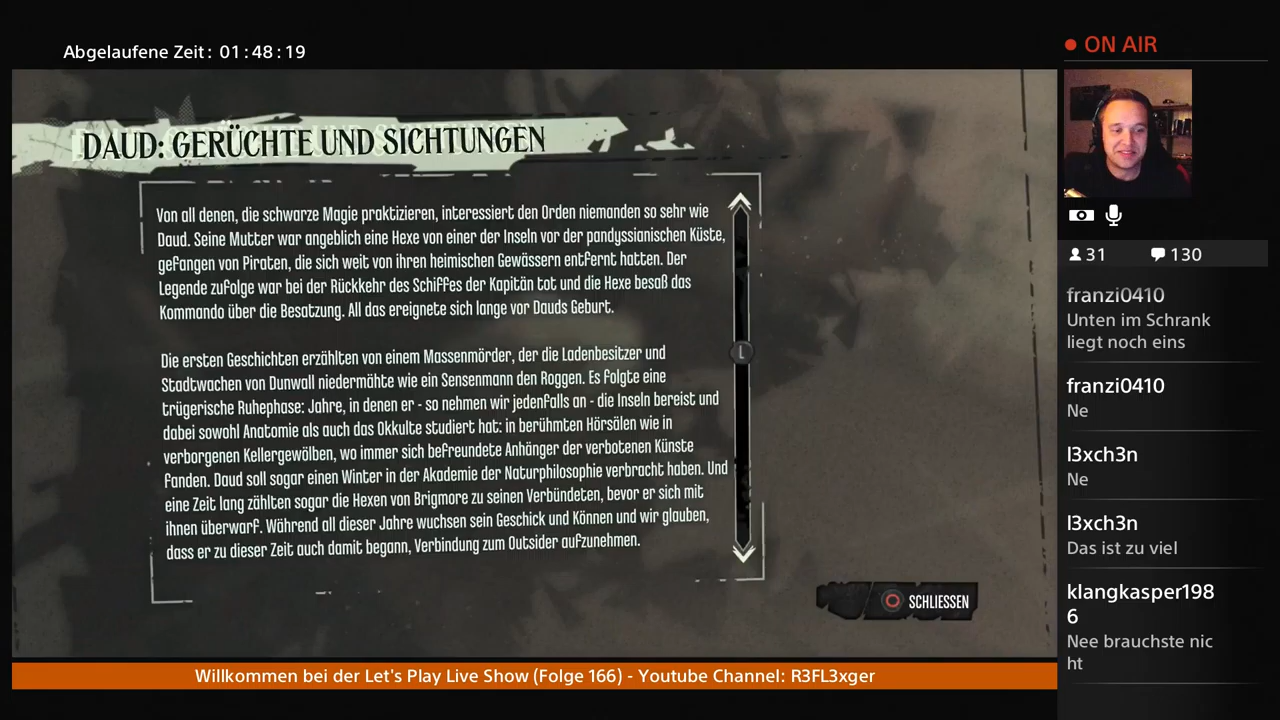 Abgelaufene Zeit: 01:48:19
ON AIR
DAUD: GERÜCHTE UND SICHTUNGEN
Von all denen, die schwarze Magie praktizieren, interessiert den Orden niemanden so sehr wie
Daud. Seine Mutter war angeblich eine Hexe von einer der Inseln vor der pandyssianischen Küste,
gefangen von Piraten, die sich weit von ihren heimischen Gewässern entfernt hatten. Der
Legende zufolge war bei der Rückkehr des Schiffes der Kapitän tot und die Hexe besaß das
Kommando über die Besatzung. All das ereignete sich lange vor Dauds Geburt.
Die ersten Geschichten erzählten von einem Massenmörder, der die Ladenbesitzer und
Stadtwachen von Dunwall niedermähte wie ein Sensenmann den Roggen. Es folgte eine
trügerische Ruhephase: Jahre, in denen er - so nehmen wir jedenfalls an - die Inseln bereist und
dabei sowohl Anatomie als auch das Okkulte studiert hat: in berühmten Hörsälen wie in
verborgenen Kellergewölben, wo immer sich befreundete Anhänger der verbotenen Künste
fanden. Daud soll sogar einen Winter in der Akademie der Naturphilosophie verbracht haben. Und
eine Zeit lang zählten sogar die Hexen von Brigmore zu seinen Verbündeten, bevor er sich mit
ihnen überwarf. Während all dieser Jahre wuchsen sein Geschick und Können und wir glauben,
dass er zu dieser Zeit auch damit begann, Verbindung zum Outsider aufzunehmen.
L
SCHLIESSEN
31 130
franzi0410
Unten im Schrank
liegt noch eins
franzi0410
Ne
l3xch3n
Ne
l3xch3n
Das ist zu viel
klangkasper198
6
Nee brauchste nic
ht
Willkommen bei der Let's Play Live Show (Folge 166) - Youtube Channel: R3FL3xger